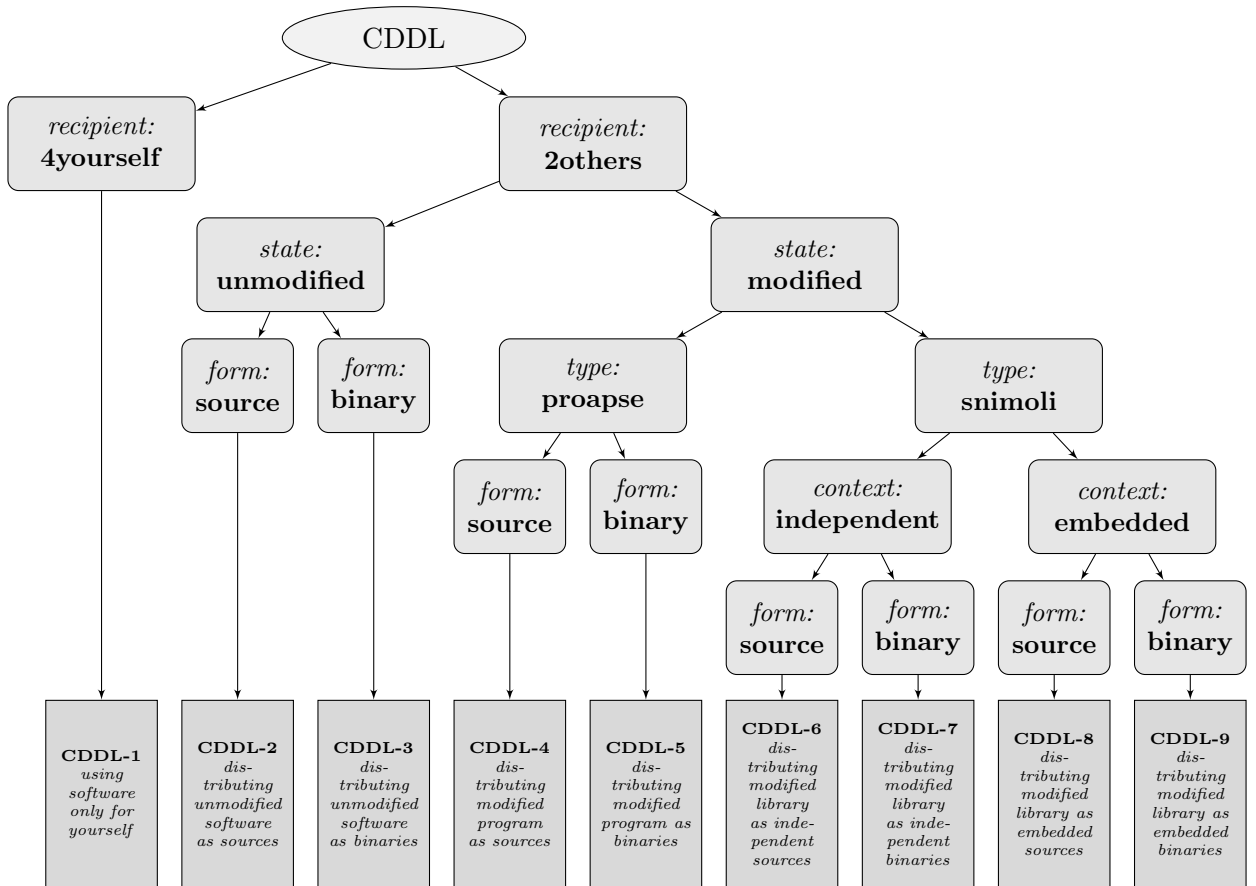 CDDL
recipient:
4yourself
recipient:
2others
state:
unmodified
state:
modified
form:
source
form:
binary
type:
proapse
type:
snimoli
form:
source
form:
binary
context:
independent
context:
embedded
form:
source
form:
binary
form:
source
form:
binary
CDDL-1
using
software
only for
yourself
CDDL-2
dis-
tributing
unmodified
software
as sources
CDDL-3
dis-
tributing
unmodified
software
as binaries
CDDL-4
dis-
tributing
modified
program
as sources
CDDL-5
dis-
tributing
modified
program as
binaries
CDDL-6
dis-
tributing
modified
library
as inde-
pendent
sources
CDDL-7
dis-
tributing
modified
library
as inde-
pendent
binaries
CDDL-8
dis-
tributing
modified
library as
embedded
sources
CDDL-9
dis-
tributing
modified
library as
embedded
binaries